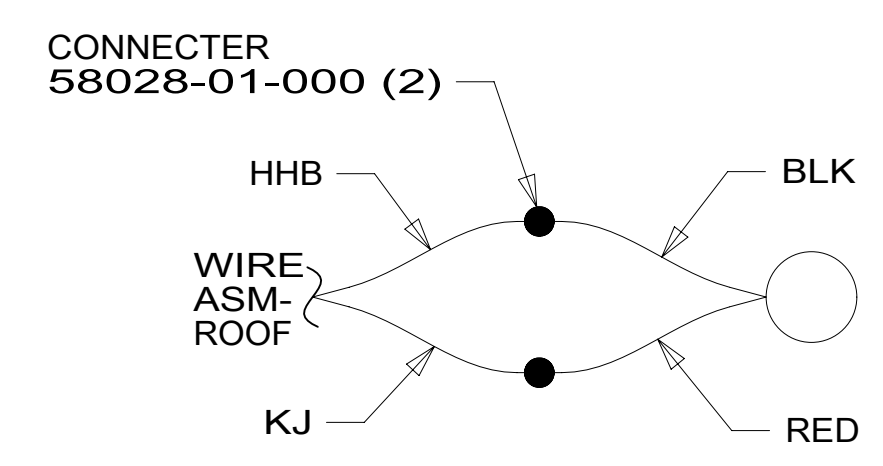 CONNECTER
58028-01-000 (2)
HHB
BLK
WIRE
ASM-
ROOF
KJ
RED